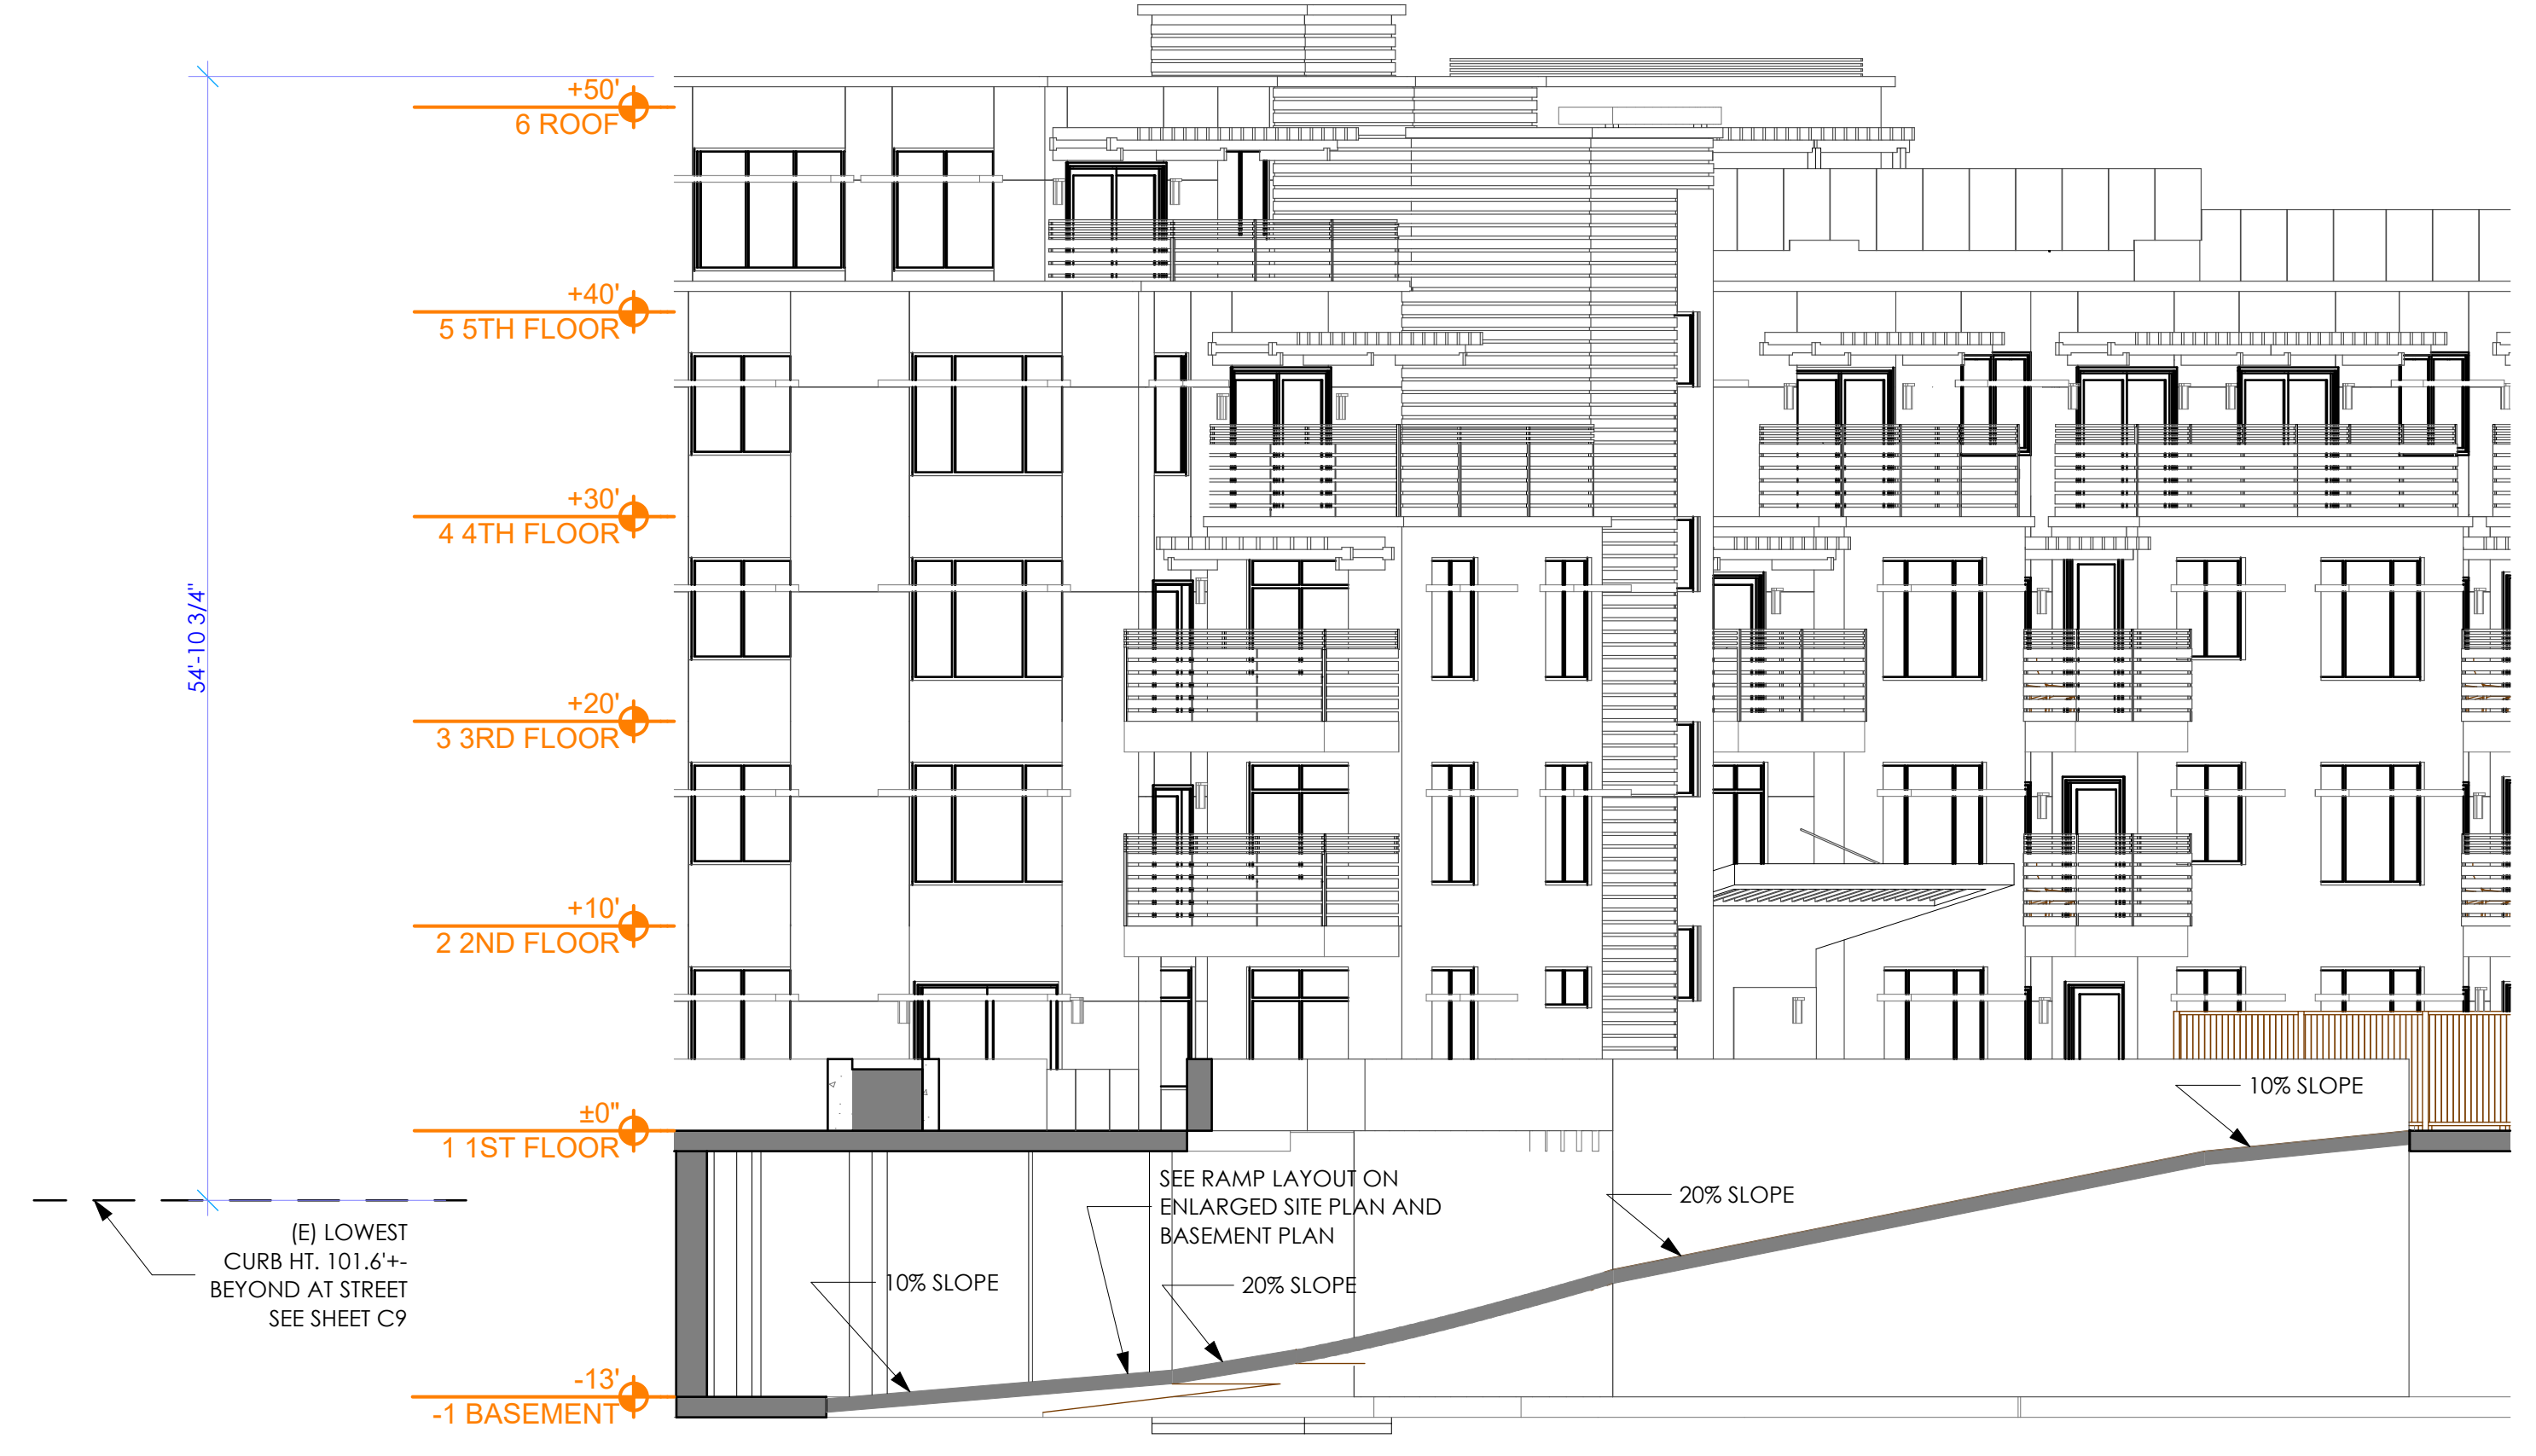 +50'
6 ROOF
+40'
5 5TH FLOOR
+30'
4 4TH FLOOR
54'-10 3/4"
+20'
3 3RD FLOOR
+10'
2 2ND FLOOR
±0"
1 1ST FLOOR
(E) LOWEST
CURB HT. 101.6'+-
BEYOND AT STREET
SEE SHEET C9
-13'
-1 BASEMENT
10% SLOPE
SEE RAMP LAYOUT ON
ENLARGED SITE PLAN AND
BASEMENT PLAN
20% SLOPE
20% SLOPE
10% SLOPE